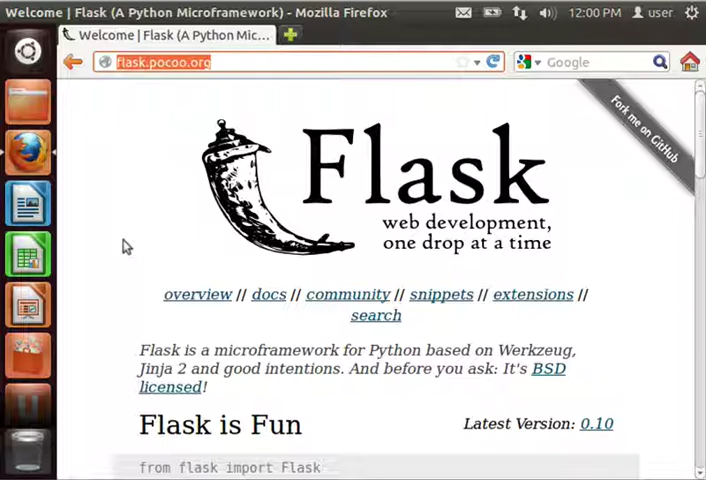 Welcome | Flask (A Python Microframework) - Mozilla Firefox
12:00 PM
user
Welcome | Flask (A Python Mic...
flask.pocoo.org
Google
Fork me on GitHub
Flask
web development,
one drop at a time
overview // docs // community // snippets // extensions //
search
Flask is a microframework for Python based on Werkzeug,
Jinja 2 and good intentions. And before you ask: It's BSD
licensed!
Flask is Fun
Latest Version: 0.10
from flask import Flask